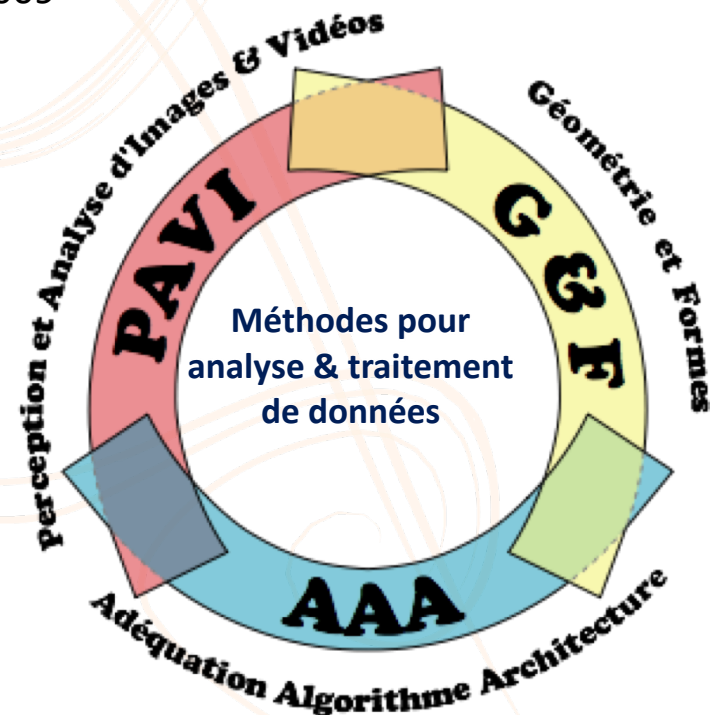 perception et Analyse d'Images & Vidéos
Géométrie et Formes
PAVI
G & F
Méthodes pour
analyse & traitement
de données
AAA
Adéquation Algorithme Architecture